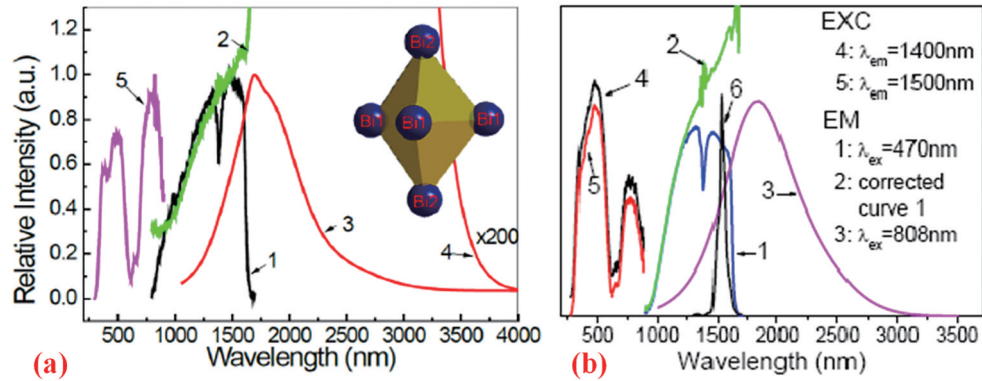 Relative Intensity (a.u.)
1.2
1.0
0.8
0.6
0.4
0.2
0.0
500 1000 1500 2000 2500 3000 3500 4000
Wavelength (nm)
(a)
5
2
1
3
4
x200
Bi2
Bi1 Bi1 Bi1
Bi2
500 1000 1500 2000 2500 3000 3500
Wavelength (nm)
(b)
2
4
6
5
3
1
EXC
4: λem=1400nm
5: λem=1500nm
EM
1: λex=470nm
2: corrected
curve 1
3: λex=808nm